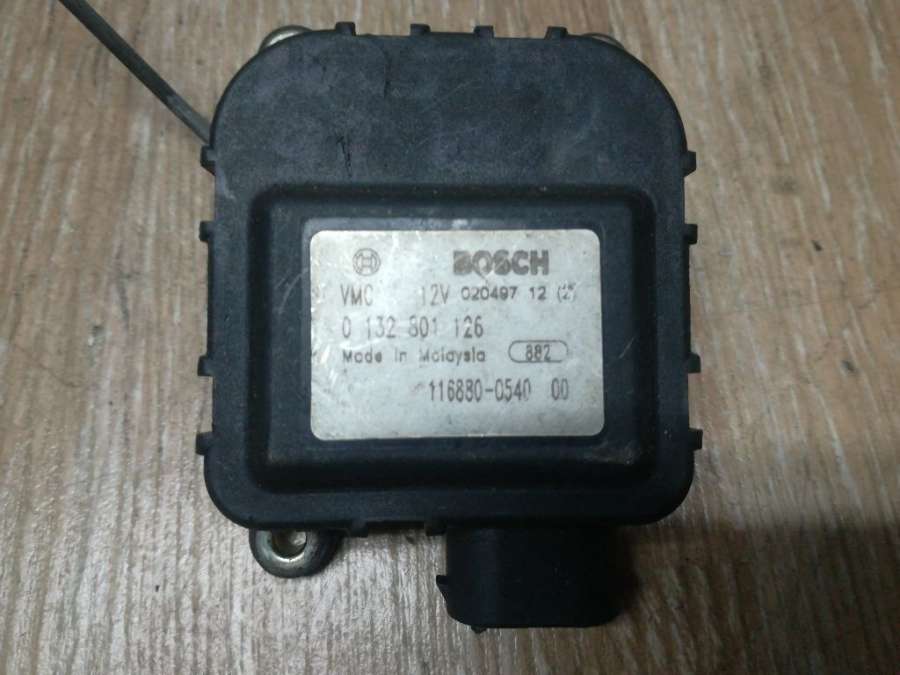 BOSCH
VMC 12V 020497 12 (2)
0 132 801 126
Made in Malaysia 882
116880-0540 00